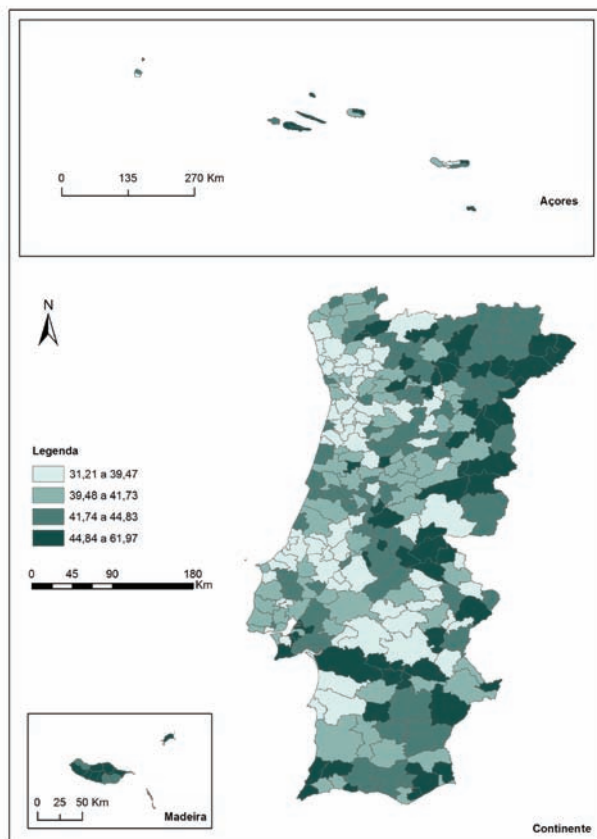 0 135 270 Km
Açores
N
Legenda
31,21 a 39,47
39,48 a 41,73
41,74 a 44,83
44,84 a 61,97
0 45 90 180
Km
0 25 50 Km
Madeira
Continente